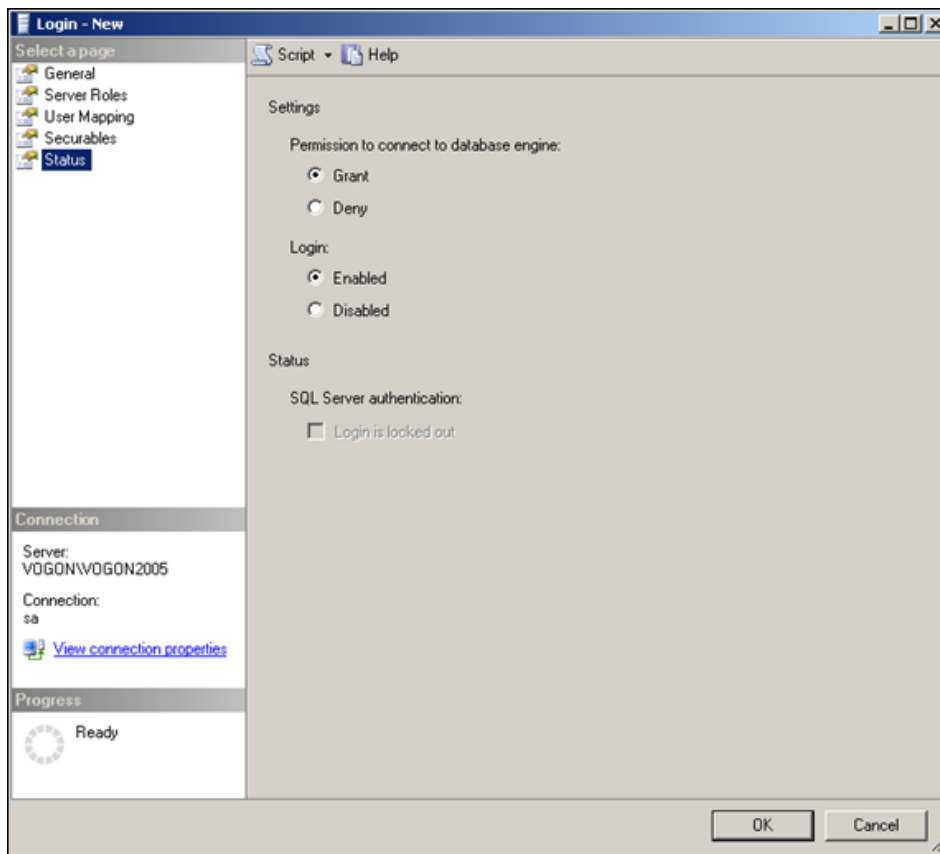 Login - New
Select a page
General
Server Roles
User Mapping
Securables
Status
Script
Help
Settings
Permission to connect to database engine:
Grant
Deny
Login:
Enabled
Disabled
Status
SQL Server authentication:
Login is locked out
Connection
Server:
VOGON\VOGON2005
Connection:
sa
View connection properties
Progress
Ready
OK
Cancel